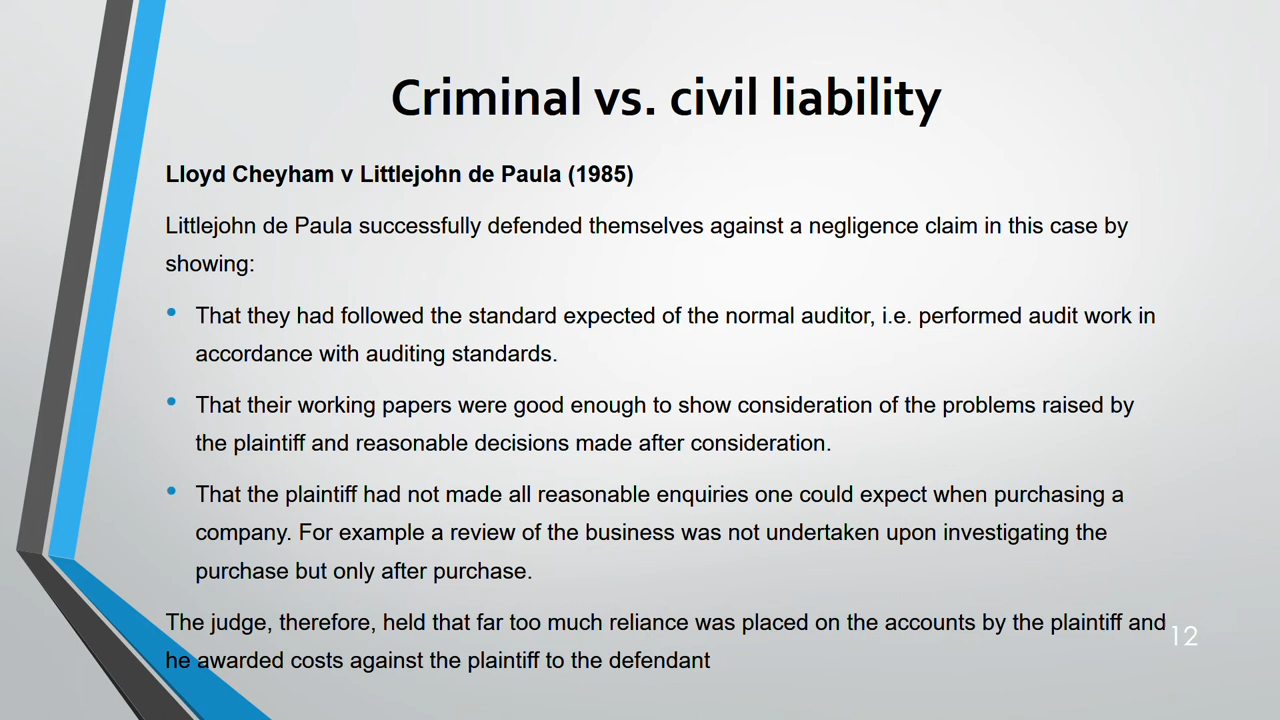 Criminal vs. civil liability
Lloyd Cheyham v Littlejohn de Paula (1985)
Littlejohn de Paula successfully defended themselves against a negligence claim in this case by
showing:
• That they had followed the standard expected of the normal auditor, i.e. performed audit work in
accordance with auditing standards.
• That their working papers were good enough to show consideration of the problems raised by
the plaintiff and reasonable decisions made after consideration.
• That the plaintiff had not made all reasonable enquiries one could expect when purchasing a
company. For example a review of the business was not undertaken upon investigating the
purchase but only after purchase.
The judge, therefore, held that far too much reliance was placed on the accounts by the plaintiff and
he awarded costs against the plaintiff to the defendant
12